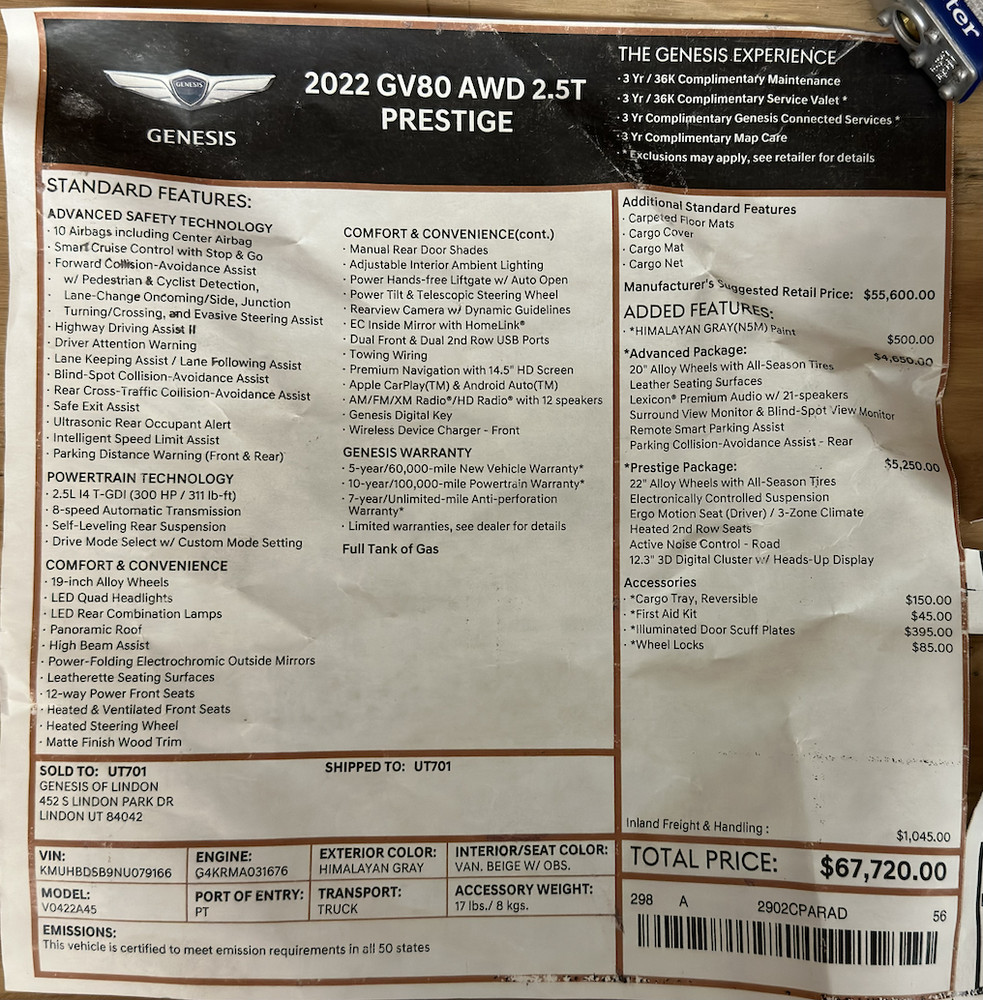 ter
GENESIS
GENESIS
2022 GV80 AWD 2.5T
PRESTIGE
THE GENESIS EXPERIENCE
· 3 Yr / 36K Complimentary Maintenance
· 3 Yr / 36K Complimentary Service Valet *
· 3 Yr Complimentary Genesis Connected Services *
· 3 Yr Complimentary Map Care
* Exclusions may apply, see retailer for details
STANDARD FEATURES:
ADVANCED SAFETY TECHNOLOGY
· 10 Airbags including Center Airbag
· Smart Cruise Control with Stop & Go
· Forward Collision-Avoidance Assist
· w/ Pedestrian & Cyclist Detection,
· Lane-Change Oncoming/Side, Junction
· Turning/Crossing, and Evasive Steering Assist
· Highway Driving Assist II
· Driver Attention Warning
· Lane Keeping Assist / Lane Following Assist
· Blind-Spot Collision-Avoidance Assist
· Rear Cross-Traffic Collision-Avoidance Assist
· Safe Exit Assist
· Ultrasonic Rear Occupant Alert
· Intelligent Speed Limit Assist
· Parking Distance Warning (Front & Rear)
POWERTRAIN TECHNOLOGY
· 2.5L I4 T-GDI (300 HP / 311 lb-ft)
· 8-speed Automatic Transmission
· Self-Leveling Rear Suspension
· Drive Mode Select w/ Custom Mode Setting
COMFORT & CONVENIENCE
· 19-inch Alloy Wheels
· LED Quad Headlights
· LED Rear Combination Lamps
· Panoramic Roof
· High Beam Assist
· Power-Folding Electrochromic Outside Mirrors
· Leatherette Seating Surfaces
· 12-way Power Front Seats
· Heated & Ventilated Front Seats
· Heated Steering Wheel
· Matte Finish Wood Trim
COMFORT & CONVENIENCE(cont.)
· Manual Rear Door Shades
· Adjustable Interior Ambient Lighting
· Power Hands-free Liftgate w/ Auto Open
· Power Tilt & Telescopic Steering Wheel
· Rearview Camera w/ Dynamic Guidelines
· EC Inside Mirror with HomeLink®
· Dual Front & Dual 2nd Row USB Ports
· Towing Wiring
· Premium Navigation with 14.5" HD Screen
· Apple CarPlay(TM) & Android Auto(TM)
· AM/FM/XM Radio®/HD Radio® with 12 speakers
· Genesis Digital Key
· Wireless Device Charger - Front
GENESIS WARRANTY
· 5-year/60,000-mile New Vehicle Warranty*
· 10-year/100,000-mile Powertrain Warranty*
· 7-year/Unlimited-mile Anti-perforation
Warranty*
· Limited warranties, see dealer for details
Full Tank of Gas
Additional Standard Features
· Carpeted Floor Mats
· Cargo Cover
· Cargo Mat
· Cargo Net
Manufacturer's Suggested Retail Price: $55,600.00
ADDED FEATURES:
· *HIMALAYAN GRAY(N5M) Paint $500.00
*Advanced Package: $4,650.00
20" Alloy Wheels with All-Season Tires
Leather Seating Surfaces
Lexicon® Premium Audio w/ 21-speakers
Surround View Monitor & Blind-Spot View Monitor
Remote Smart Parking Assist
Parking Collision-Avoidance Assist - Rear
*Prestige Package: $5,250.00
22" Alloy Wheels with All-Season Tires
Electronically Controlled Suspension
Ergo Motion Seat (Driver) / 3-Zone Climate
Heated 2nd Row Seats
Active Noise Control - Road
12.3" 3D Digital Cluster w/ Heads-Up Display
Accessories
· *Cargo Tray, Reversible $150.00
· *First Aid Kit $45.00
· *Illuminated Door Scuff Plates $395.00
· *Wheel Locks $85.00
Inland Freight & Handling : $1,045.00
TOTAL PRICE: $67,720.00
298 A 2902CPARAD 56
SOLD TO: UT701 SHIPPED TO: UT701
GENESIS OF LINDON
452 S LINDON PARK DR
LINDON UT 84042
VIN: ENGINE: EXTERIOR COLOR: INTERIOR/SEAT COLOR:
KMUHBDSB9NU079166 G4KRMA031676 HIMALAYAN GRAY VAN. BEIGE W/ OBS.
MODEL: PORT OF ENTRY: TRANSPORT: ACCESSORY WEIGHT:
V0422A45 PT TRUCK 17 lbs./ 8 kgs.
EMISSIONS:
This vehicle is certified to meet emission requirements in all 50 states